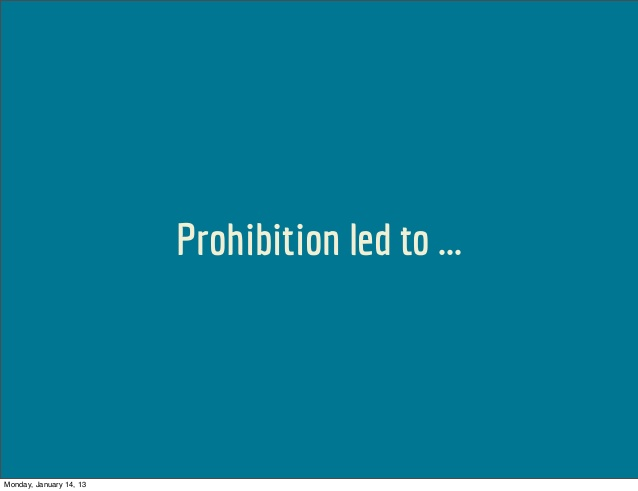 Prohibition led to ...
Monday, January 14, 13